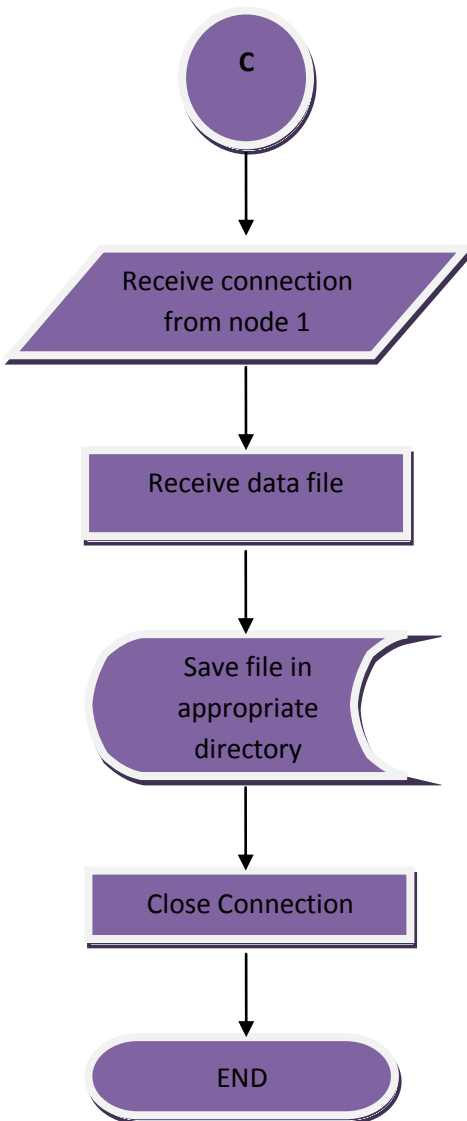 C
Receive connection
from node 1
Receive data file
Save file in
appropriate
directory
Close Connection
END